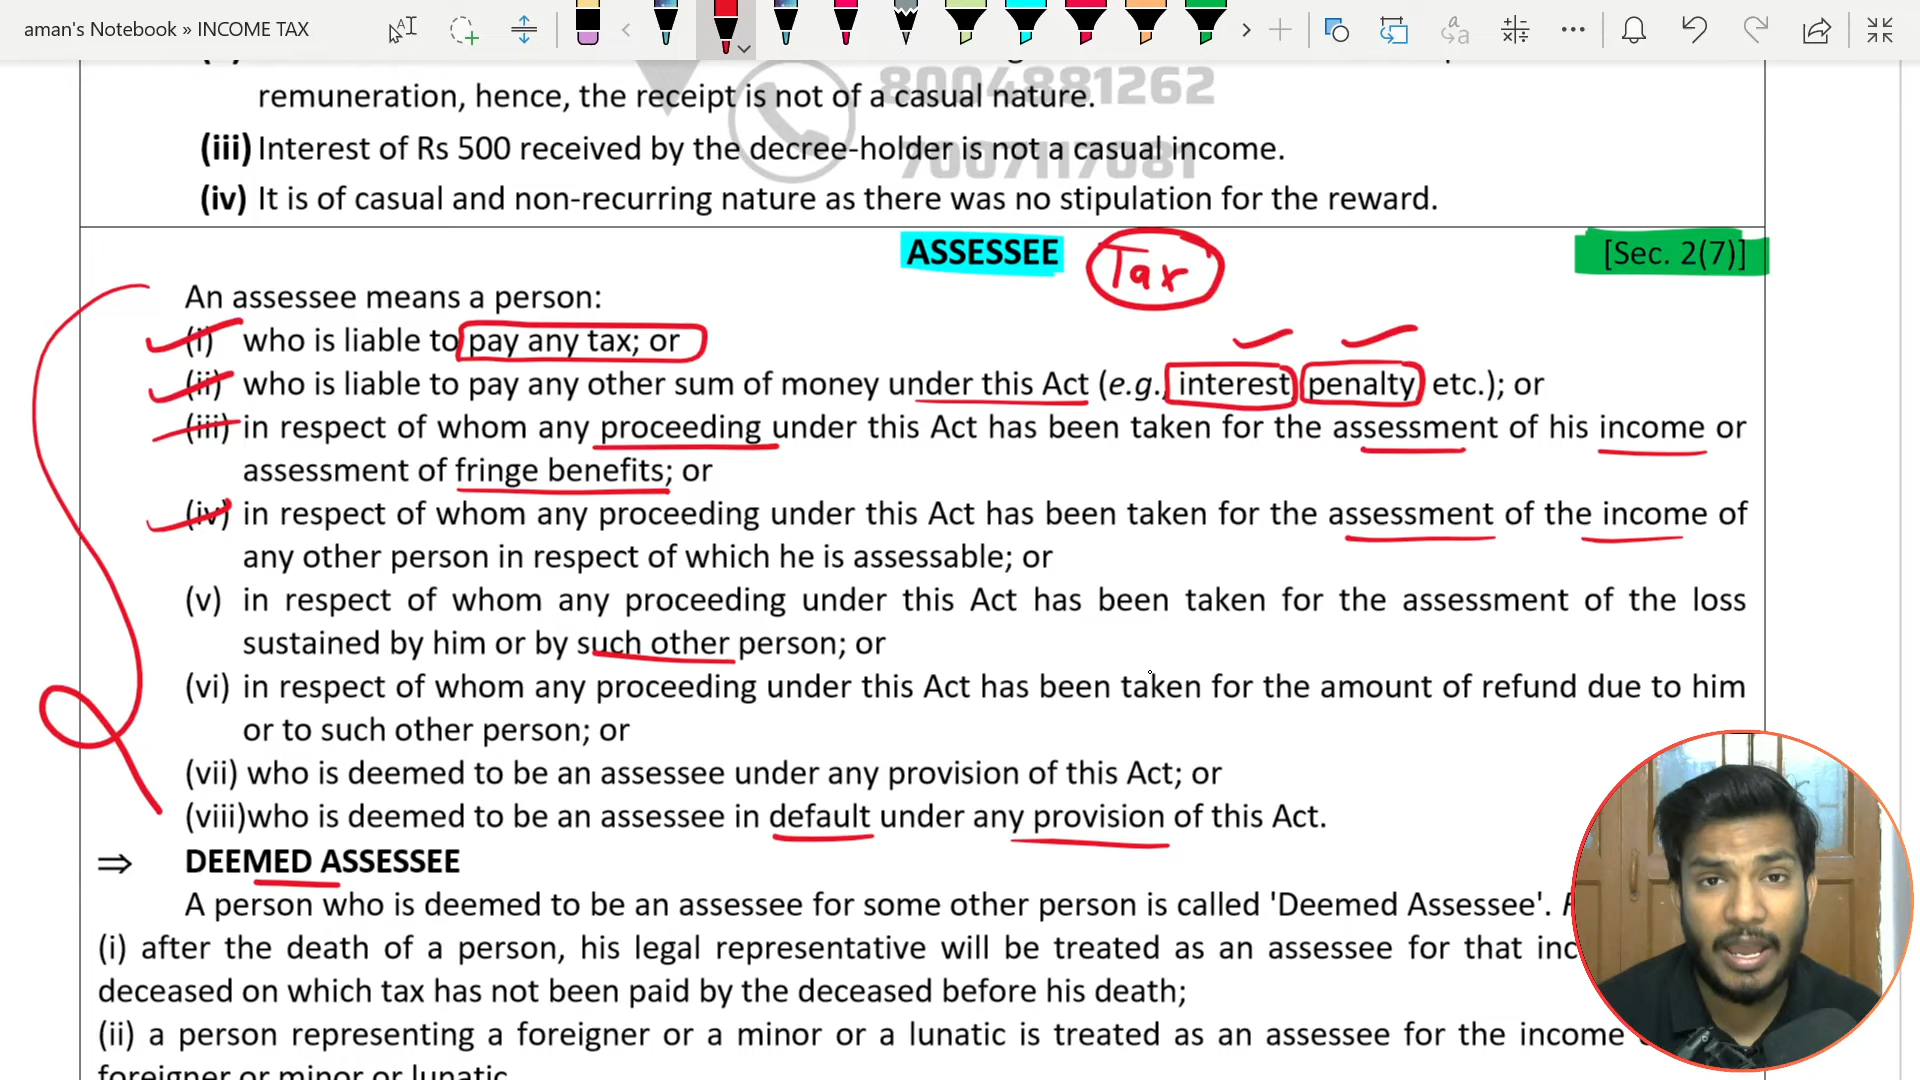 aman's Notebook » INCOME TAX
8004881262
remuneration, hence, the receipt is not of a casual nature.
(iii) Interest of Rs 500 received by the decree-holder is not a casual income.
7007117081
(iv) It is of casual and non-recurring nature as there was no stipulation for the reward.
ASSESSEE Tax [Sec. 2(7)]
An assessee means a person:
(i) who is liable to pay any tax; or
(ii) who is liable to pay any other sum of money under this Act (e.g., interest penalty etc.); or
(iii) in respect of whom any proceeding under this Act has been taken for the assessment of his income or
assessment of fringe benefits; or
(iv) in respect of whom any proceeding under this Act has been taken for the assessment of the income of
any other person in respect of which he is assessable; or
(v) in respect of whom any proceeding under this Act has been taken for the assessment of the loss
sustained by him or by such other person; or
(vi) in respect of whom any proceeding under this Act has been taken for the amount of refund due to him
or to such other person; or
(vii) who is deemed to be an assessee under any provision of this Act; or
(viii)who is deemed to be an assessee in default under any provision of this Act.
⇒ DEEMED ASSESSEE
A person who is deemed to be an assessee for some other person is called 'Deemed Assessee'.
(i) after the death of a person, his legal representative will be treated as an assessee for that
deceased on which tax has not been paid by the deceased before his death;
(ii) a person representing a foreigner or a minor or a lunatic is treated as an assessee for the income
foreigner or minor or lunatic